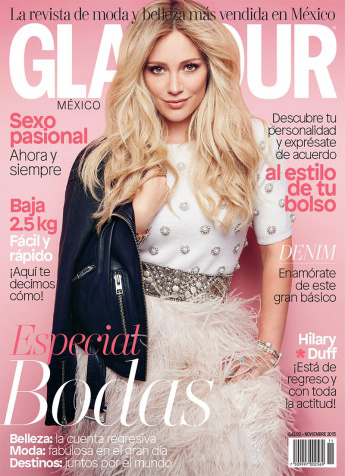 La revista de moda y belleza más vendida en México
GLAMOUR
MÉXICO
Sexo
pasional
Ahora y
siempre
Baja
2.5 kg
Fácil y
rápido
¡Aquí te
decimos
cómo!
Descubre tu
personalidad
y exprésate
de acuerdo
al estilo
de tu
bolso
DENIM
Enamórate
de este
gran básico
Hilary
*Duff
¡Está de
regreso y
con toda
la actitud!
Especial
Bodas
Belleza: la cuenta regresiva
Moda: fabulosa en el gran día
Destinos: juntos por el mundo
NOVIEMBRE 2015